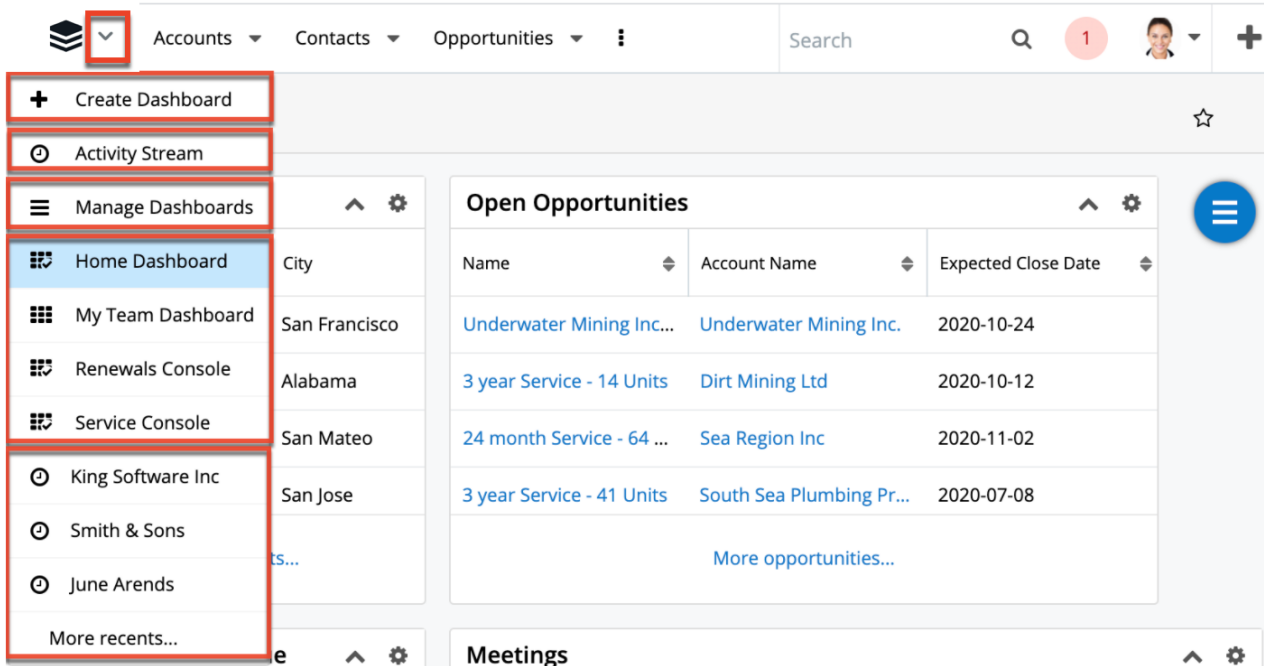 Accounts Contacts Opportunities Search 1
Create Dashboard
Activity Stream
Manage Dashboards
Home Dashboard
My Team Dashboard
Renewals Console
Service Console
King Software Inc
Smith & Sons
June Arends
More recents...
City
San Francisco
Alabama
San Mateo
San Jose
ts...
e
Open Opportunities
Name Account Name Expected Close Date
Underwater Mining Inc... Underwater Mining Inc. 2020-10-24
3 year Service - 14 Units Dirt Mining Ltd 2020-10-12
24 month Service - 64 ... Sea Region Inc 2020-11-02
3 year Service - 41 Units South Sea Plumbing Pr... 2020-07-08
More opportunities...
Meetings